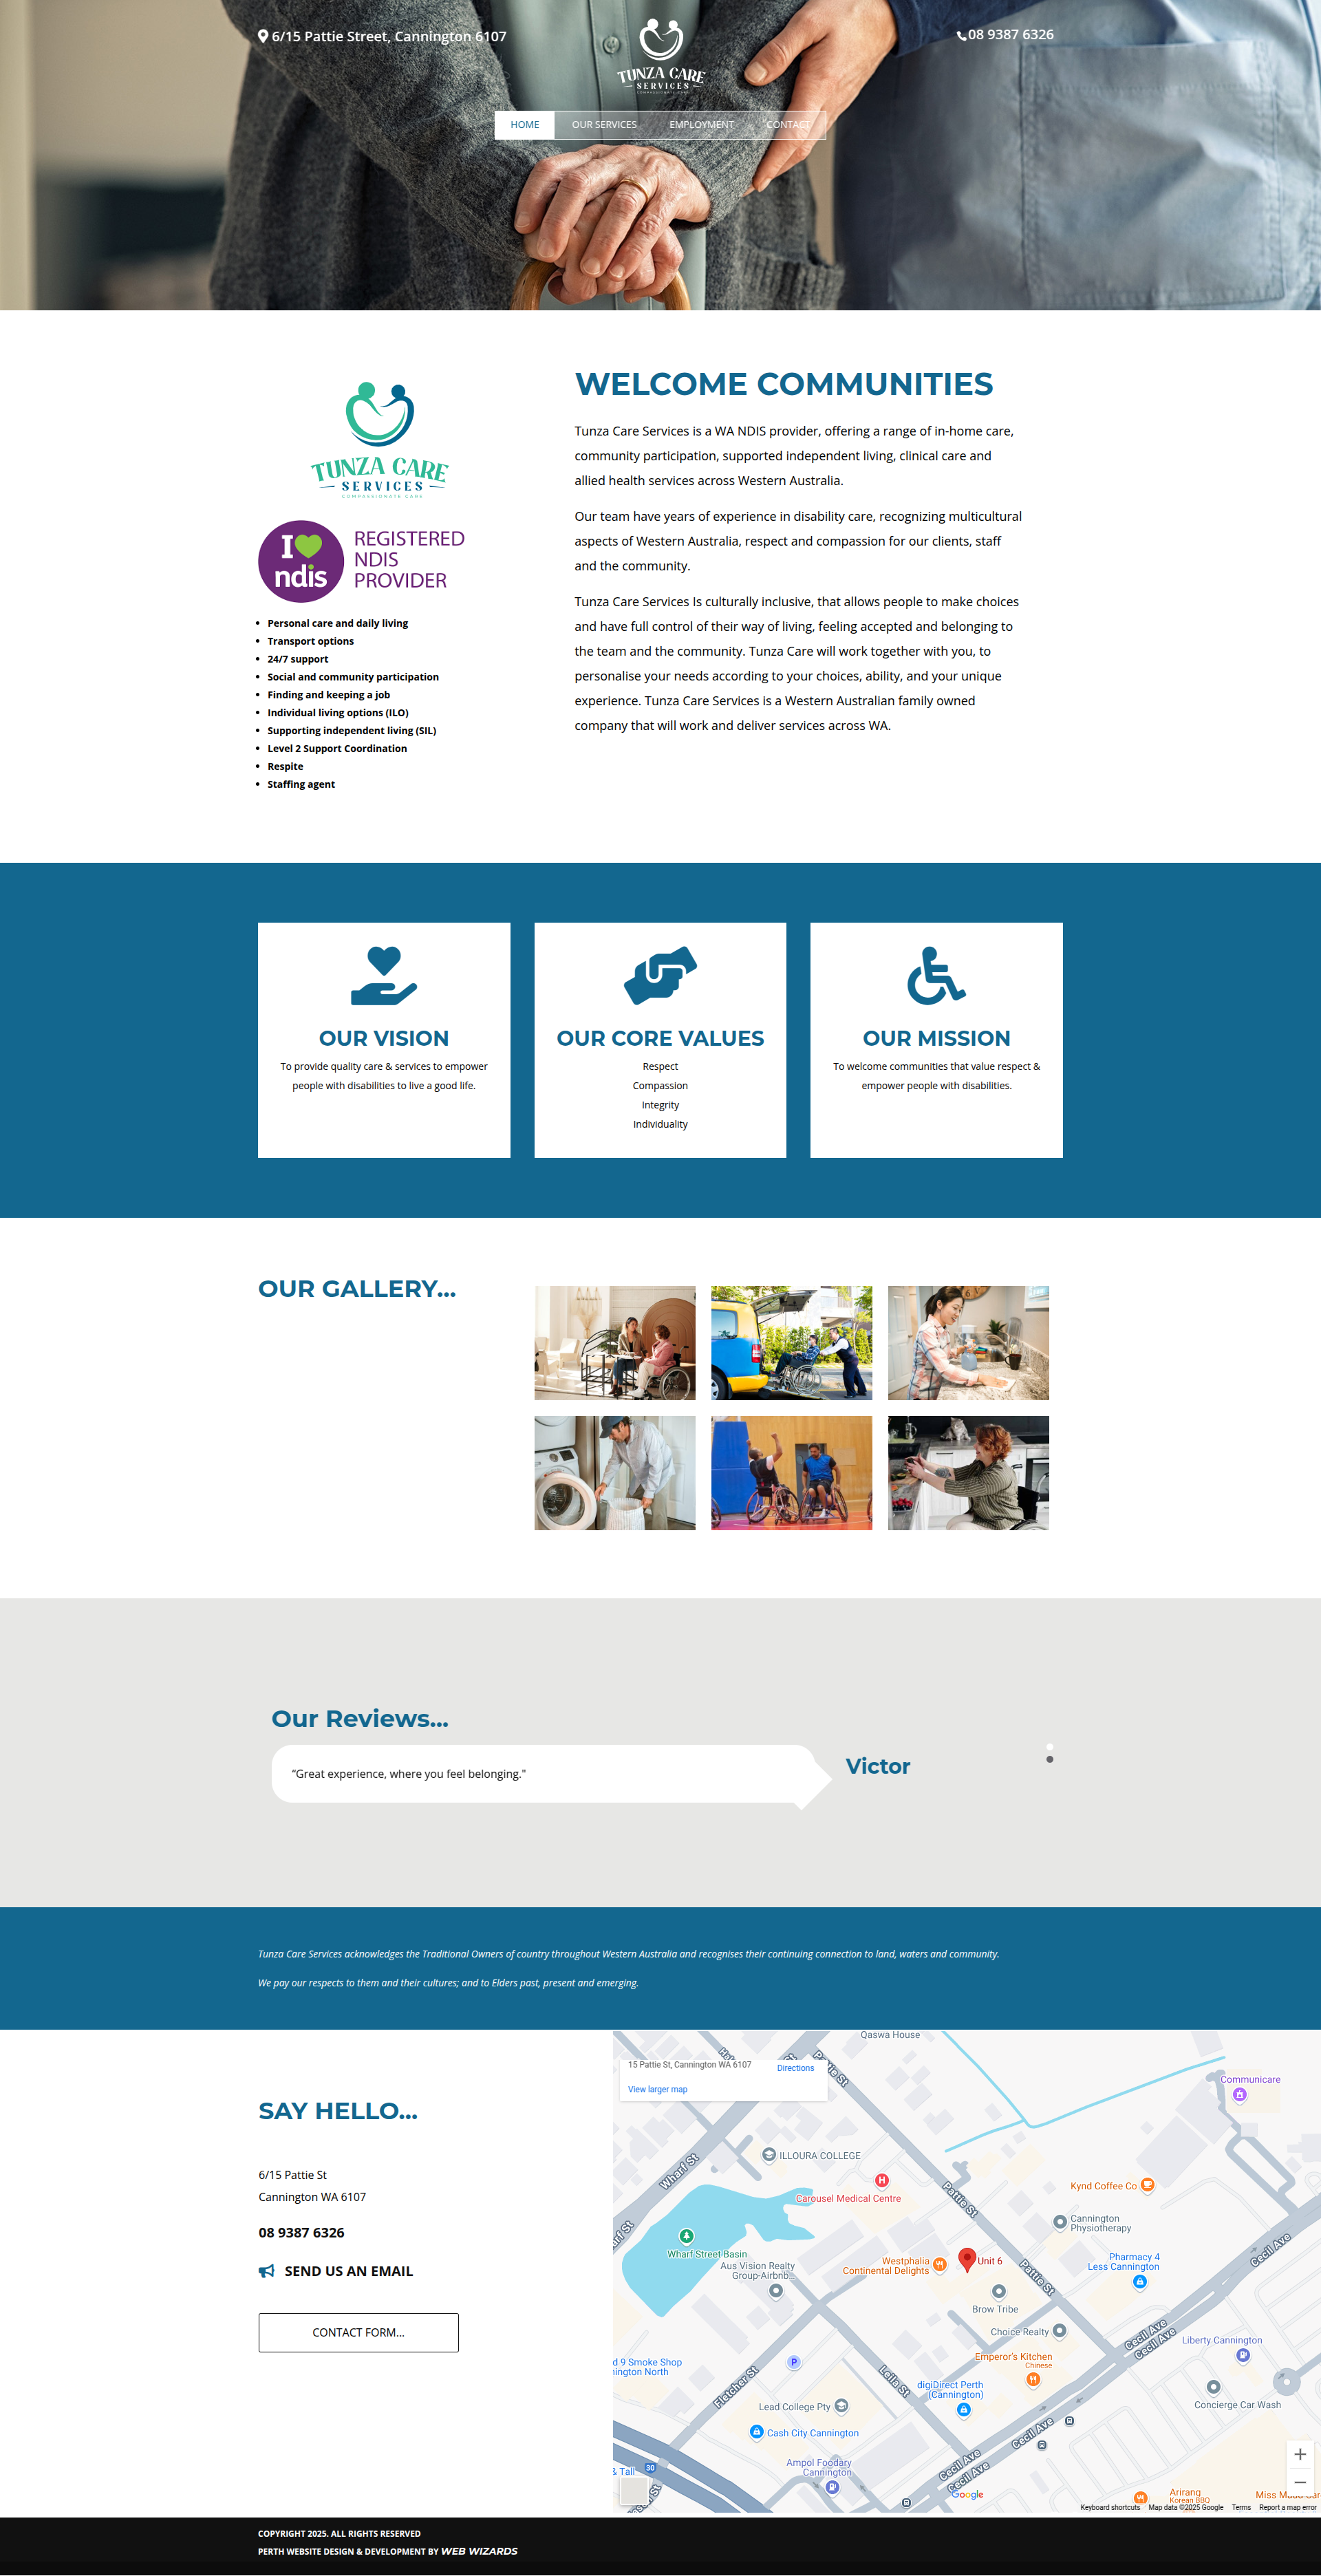 6/15 Pattie Street, Cannington 6107
TUNZA CARE
SERVICES
COMPASSIONATE CARE
08 9387 6326
HOME
OUR SERVICES
EMPLOYMENT
CONTACT
TUNZA CARE
SERVICES
COMPASSIONATE CARE
I
ndis
REGISTERED
NDIS
PROVIDER
• Personal care and daily living
• Transport options
• 24/7 support
• Social and community participation
• Finding and keeping a job
• Individual living options (ILO)
• Supporting independent living (SIL)
• Level 2 Support Coordination
• Respite
• Staffing agent
WELCOME COMMUNITIES
Tunza Care Services is a WA NDIS provider, offering a range of in-home care,
community participation, supported independent living, clinical care and
allied health services across Western Australia.
Our team have years of experience in disability care, recognizing multicultural
aspects of Western Australia, respect and compassion for our clients, staff
and the community.
Tunza Care Services Is culturally inclusive, that allows people to make choices
and have full control of their way of living, feeling accepted and belonging to
the team and the community. Tunza Care will work together with you, to
personalise your needs according to your choices, ability, and your unique
experience. Tunza Care Services is a Western Australian family owned
company that will work and deliver services across WA.
OUR VISION
To provide quality care & services to empower
people with disabilities to live a good life.
OUR CORE VALUES
Respect
Compassion
Integrity
Individuality
OUR MISSION
To welcome communities that value respect &
empower people with disabilities.
OUR GALLERY...
Our Reviews...
"Great experience, where you feel belonging."
Victor
Tunza Care Services acknowledges the Traditional Owners of country throughout Western Australia and recognises their continuing connection to land, waters and community.
We pay our respects to them and their cultures; and to Elders past, present and emerging.
SAY HELLO...
6/15 Pattie St
Cannington WA 6107
08 9387 6326
SEND US AN EMAIL
CONTACT FORM...
Qaswa House
15 Pattie St, Cannington WA 6107
Directions
View larger map
Communicare
ILLOURA COLLEGE
Wharf St
Carousel Medical Centre
Pattie St
Kynd Coffee Co
Cannington
Physiotherapy
Wharf Street Basin
Aus Vision Realty
Group-Airbnb...
Westphalia
Continental Delights
Unit 6
Pattie St
Pharmacy 4
Less Cannington
Cecil Ave
Brow Tribe
Choice Realty
Cecil Ave
Cecil Ave
Liberty Cannington
d 9 Smoke Shop
ington North
P
Emperor's Kitchen
Chinese
Fletcher St
Leila St
digiDirect Perth
(Cannington)
Concierge Car Wash
Lead College Pty
Cash City Cannington
Cecil Ave
Ampol Foodary
Cannington
Cecil Ave
Cecil Ave
& Tall
30
Google
Arirang
Korean BBQ
Keyboard shortcuts
Map data ©2025 Google
Terms
Report a map error
COPYRIGHT 2025. ALL RIGHTS RESERVED
PERTH WEBSITE DESIGN & DEVELOPMENT BY WEB WIZARDS